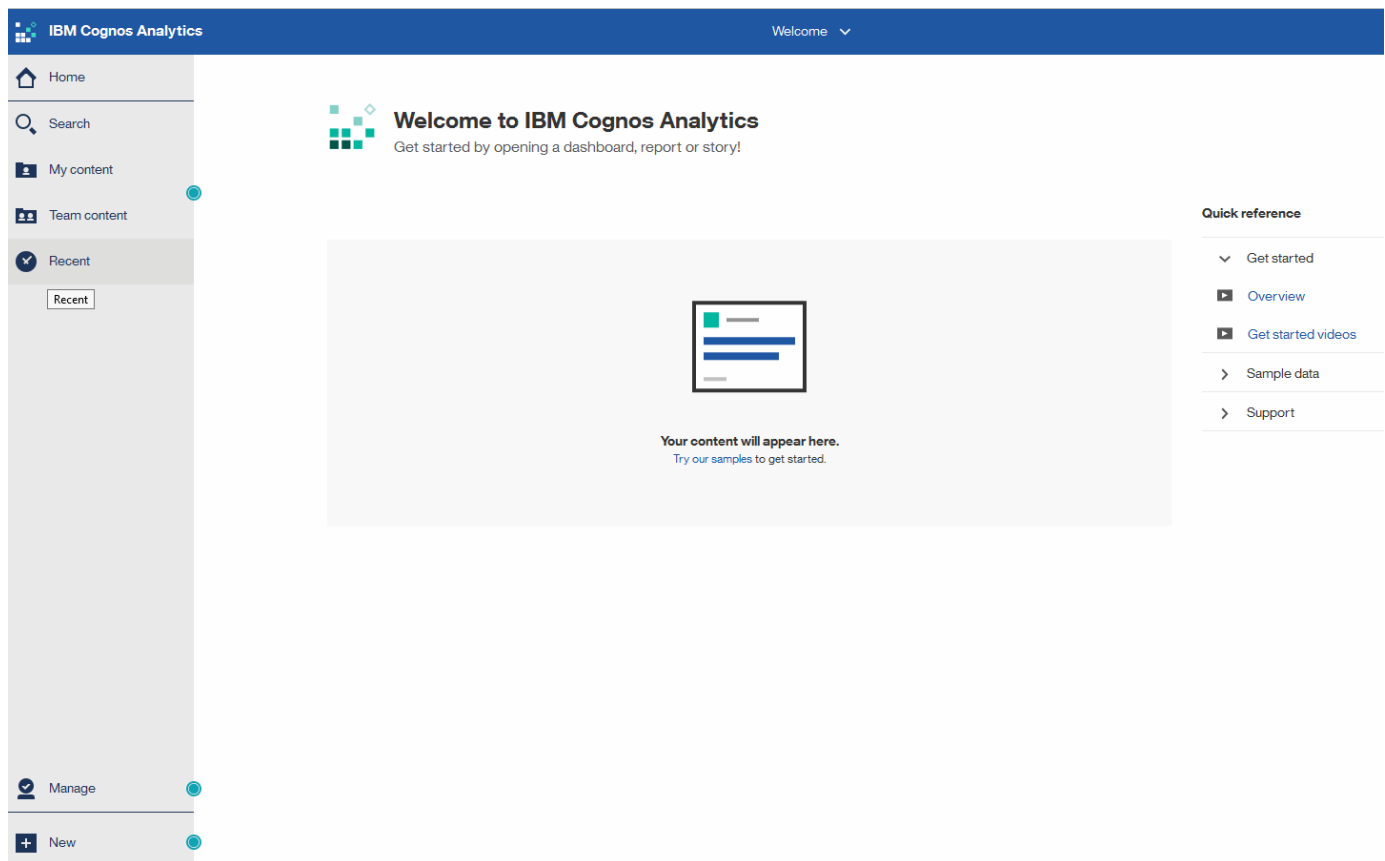 IBM Cognos Analytics
Welcome
Home
Search
My content
Team content
Recent
Recent
Manage
New
Welcome to IBM Cognos Analytics
Get started by opening a dashboard, report or story!
Your content will appear here.
Try our samples to get started.
Quick reference
Get started
Overview
Get started videos
Sample data
Support